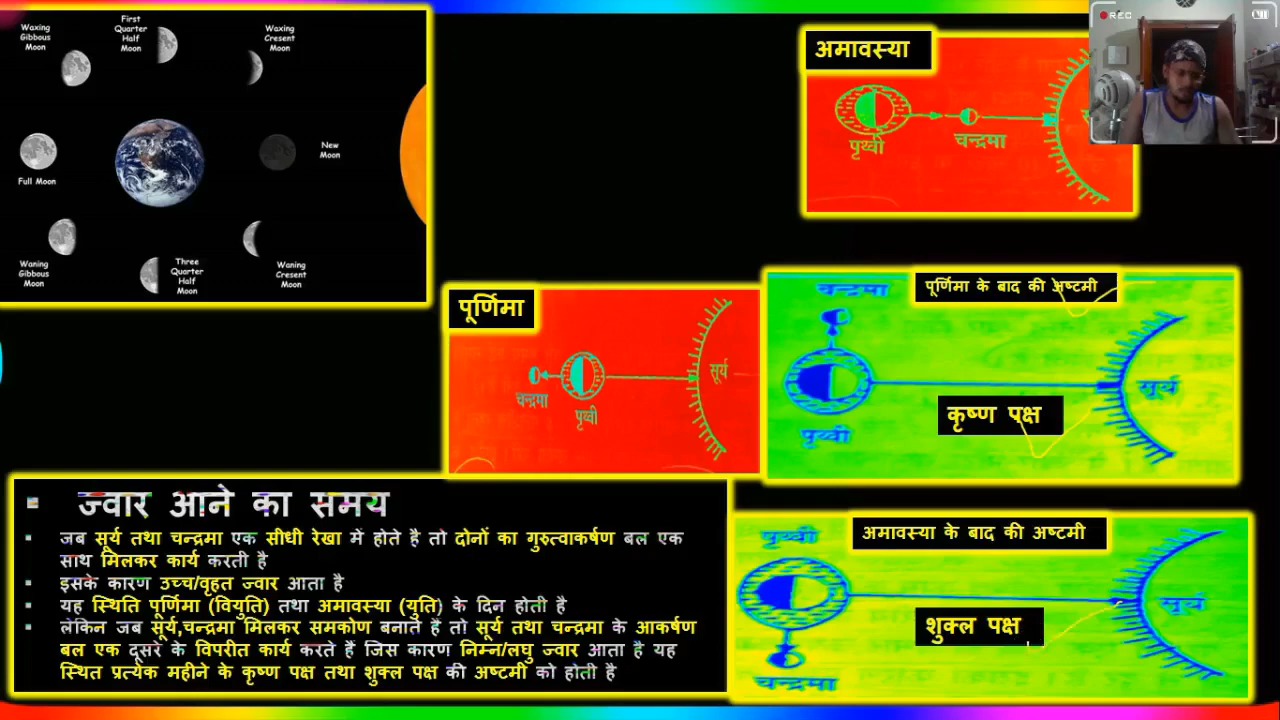 Waxing
Gibbous
Moon
First
Quarter
Half
Moon
Waxing
Cresent
Moon
Full Moon
New
Moon
Waning
Gibbous
Moon
Three
Quarter
Half
Moon
Waning
Cresent
Moon
अमावस्या
पृथ्वी
चन्द्रमा
REC
पूर्णिमा
चन्द्रमा
पृथ्वी
सूर्य
पूर्णिमा के बाद की अष्टमी
चन्द्रमा
पृथ्वी
सूर्य
कृष्ण पक्ष
ज्वार आने का समय
जब सूर्य तथा चन्द्रमा एक सीधी रेखा में होते है तो दोनों का गुरुत्वाकर्षण बल एक
साथ मिलकर कार्य करती है
इसके कारण उच्च/वृहत ज्वार आता है
यह स्थिति पूर्णिमा (वियुति) तथा अमावस्या (युति) के दिन होती है
लेकिन जब सूर्य,चन्द्रमा मिलकर समकोण बनाते हैं तो सूर्य तथा चन्द्रमा के आकर्षण
बल एक दूसरे के विपरीत कार्य करते हैं जिस कारण निम्न/लघु ज्वार आता है यह
स्थित प्रत्येक महीने के कृष्ण पक्ष तथा शुक्ल पक्ष की अष्टमी को होती है
अमावस्या के बाद की अष्टमी
पृथ्वी
सूर्य
शुक्ल पक्ष
चन्द्रमा